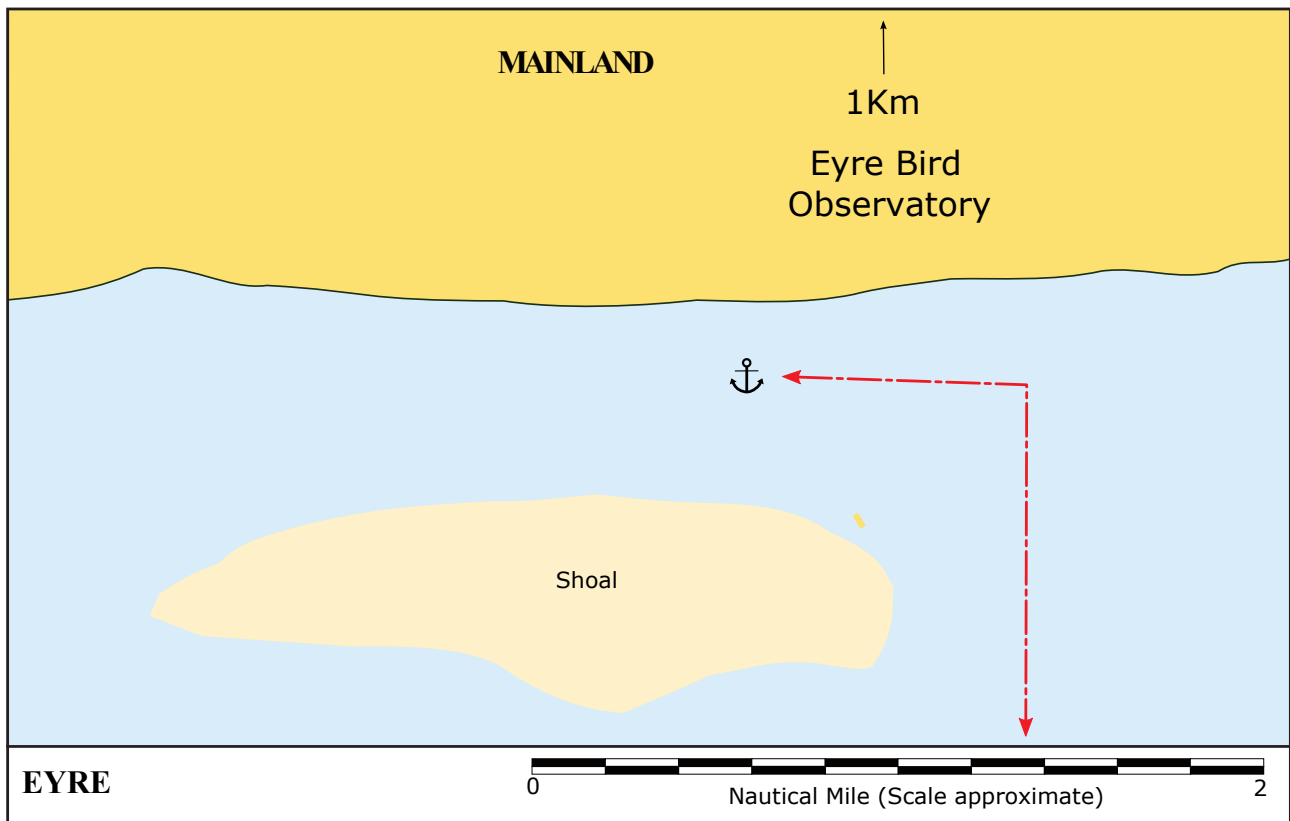 MAINLAND
1Km
Eyre Bird
Observatory
Shoal
EYRE
0
2
Nautical Mile (Scale approximate)